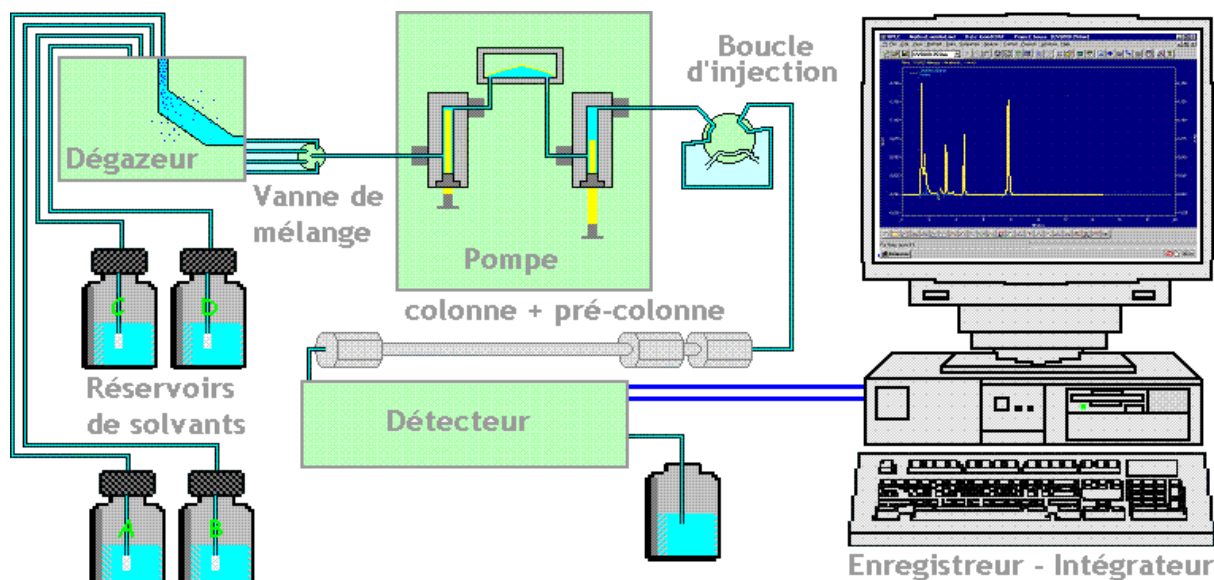 Boucle
d'injection
Dégazeur
Vanne de
mélange
Pompe
colonne + pré-colonne
C
D
Réservoirs
de solvants
Détecteur
A
B
Enregistreur - Intégrateur